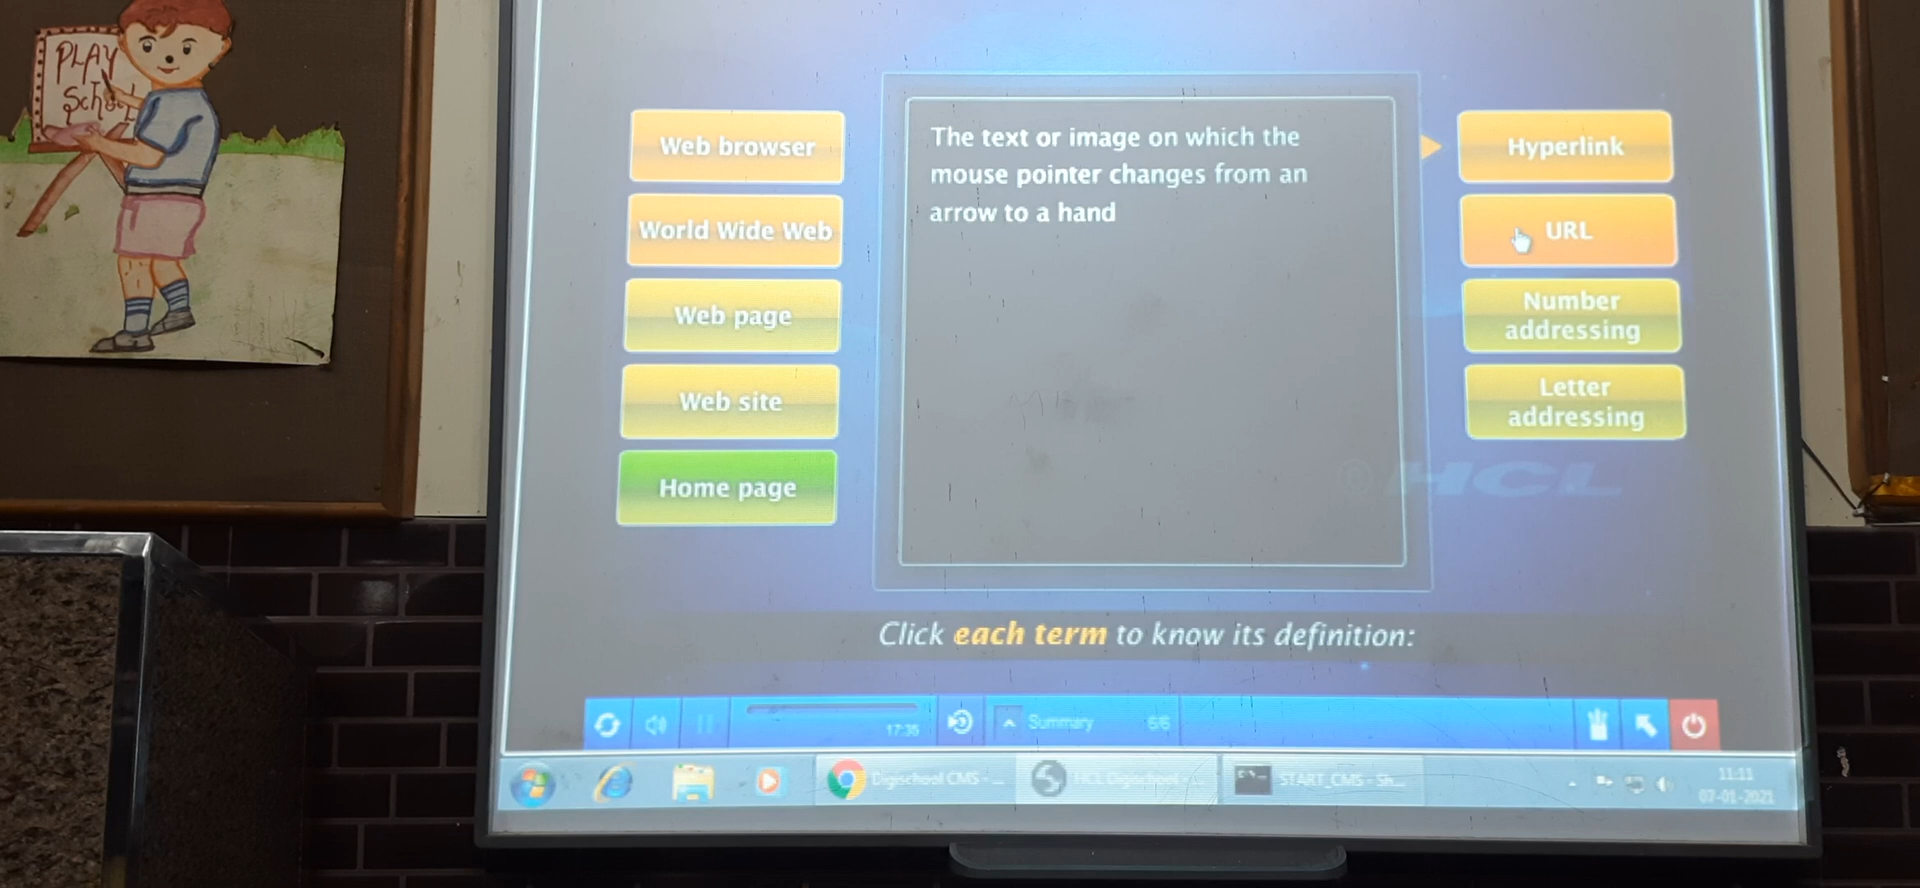 PLAY
School
Web browser
World Wide Web
Web page
Web site
Home page
The text or image on which the
mouse pointer changes from an
arrow to a hand
Hyperlink
URL
Number
addressing
Letter
addressing
©HCL
Click each term to know its definition:
17:35
Summary
6/6
Digischool CMS - ...
HCL Digischool - ...
START_CMS - Sh...
11:11
07-01-2021